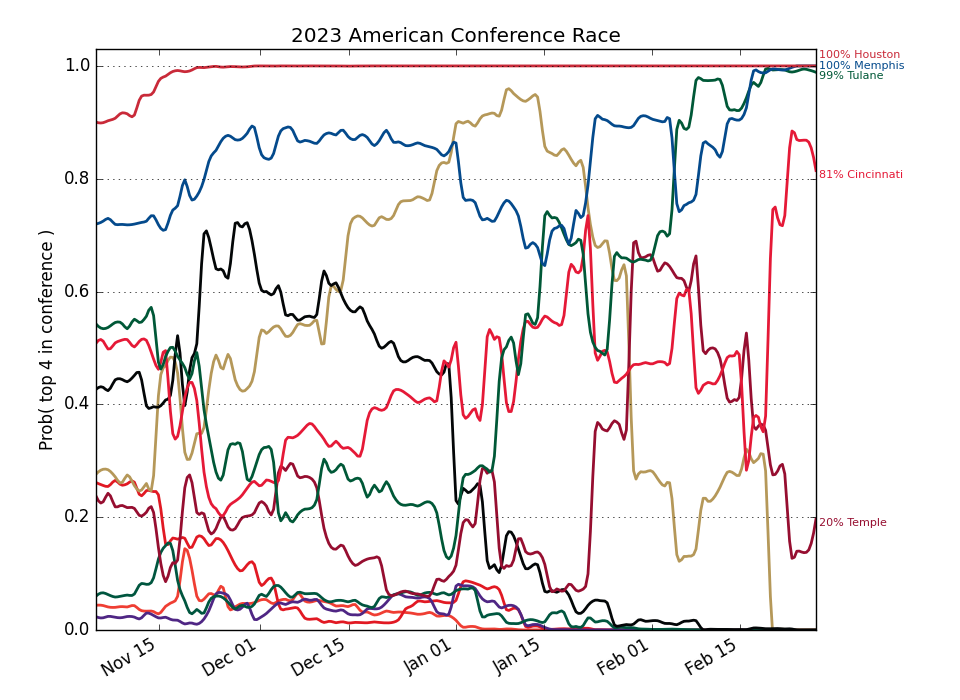 2023 American Conference Race
100% Houston
100% Memphis
99% Tulane
81% Cincinnati
20% Temple
Prob( top 4 in conference )
1.0
0.8
0.6
0.4
0.2
0.0
Nov 15
Dec 01
Dec 15
Jan 01
Jan 15
Feb 01
Feb 15